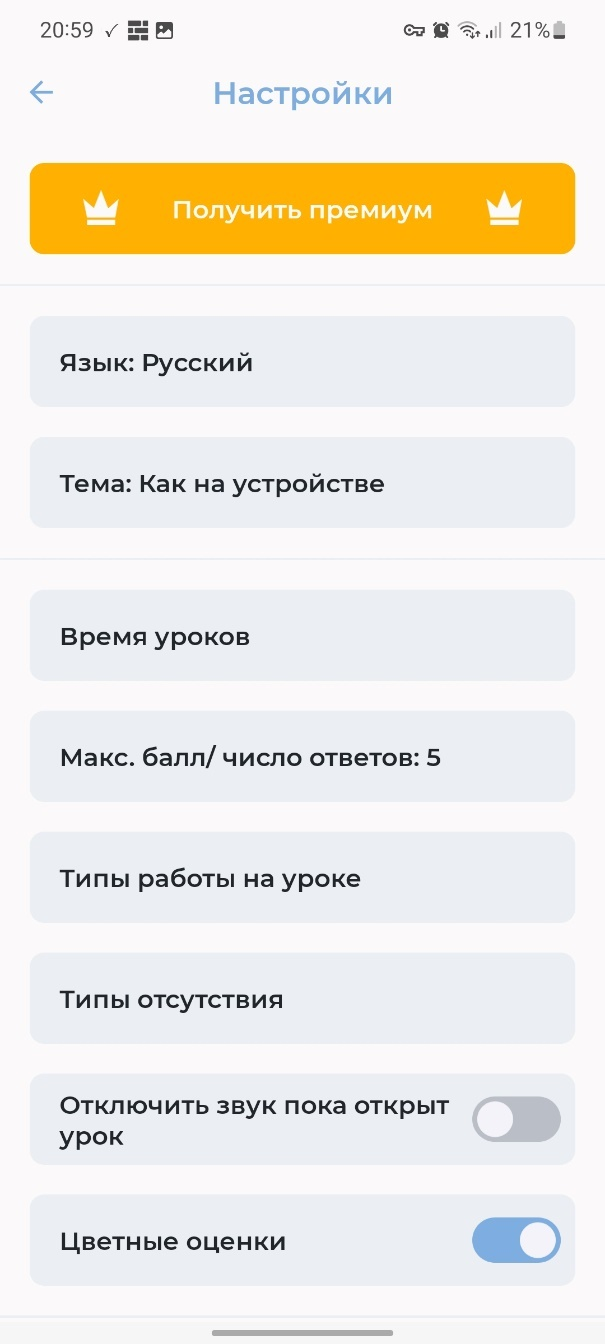 20:59
21%
Настройки
Получить премиум
Язык: Русский
Тема: Как на устройстве
Время уроков
Макс. балл/ число ответов: 5
Типы работы на уроке
Типы отсутствия
Отключить звук пока открыт
урок
Цветные оценки